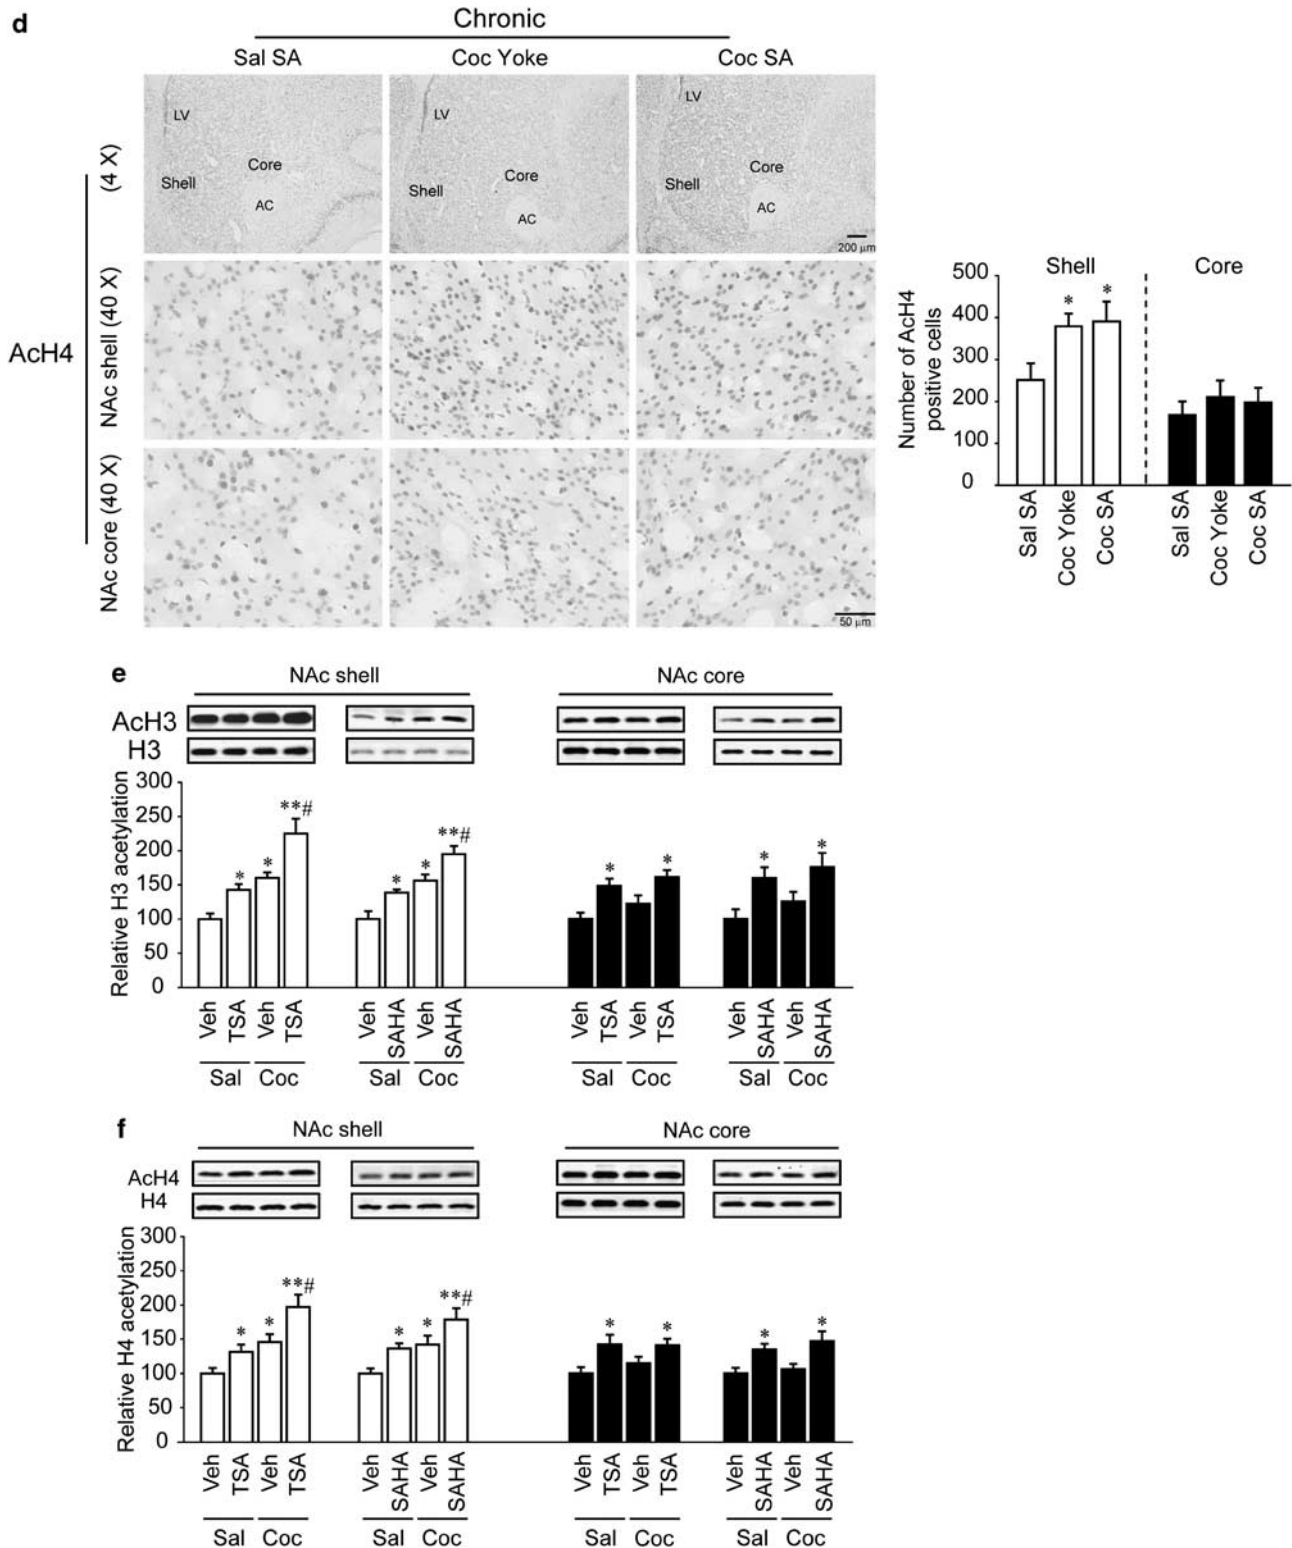 d
Chronic
Sal SA Coc Yoke Coc SA
AcH4
(4 X)
LV
Shell
Core
AC
LV
Shell
Core
AC
LV
Shell
Core
AC
200 μm
NAc shell (40 X)
NAc core (40 X)
50 μm
Number of AcH4
positive cells
500
400
300
200
100
0
Shell Core
* *
Sal SA
Coc Yoke
Coc SA
Sal SA
Coc Yoke
Coc SA
e
NAc shell NAc core
AcH3
H3
Relative H3 acetylation
300
250
200
150
100
50
0
* * **# * * **# * * * *
Veh TSA Veh TSA Veh SAHA Veh SAHA Veh TSA Veh TSA Veh SAHA Veh SAHA
Sal Coc Sal Coc Sal Coc Sal Coc
f
NAc shell NAc core
AcH4
H4
Relative H4 acetylation
300
250
200
150
100
50
0
* * **# * * **# * * * *
Veh TSA Veh TSA Veh SAHA Veh SAHA Veh TSA Veh TSA Veh SAHA Veh SAHA
Sal Coc Sal Coc Sal Coc Sal Coc